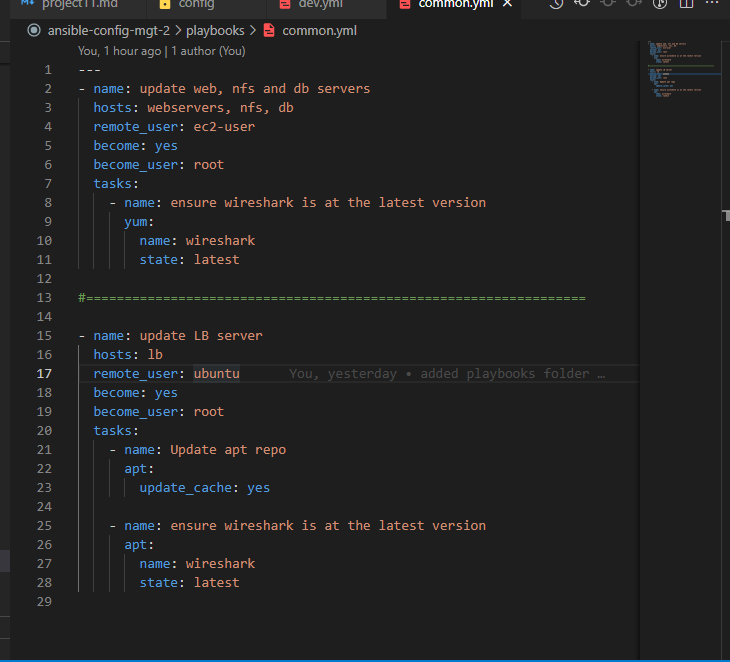 project11.md config dev.yml common.yml
ansible-config-mgt-2 > playbooks > common.yml
You, 1 hour ago | 1 author (You)
1 ---
2 - name: update web, nfs and db servers
3 hosts: webservers, nfs, db
4 remote_user: ec2-user
5 become: yes
6 become_user: root
7 tasks:
8 - name: ensure wireshark is at the latest version
9 yum:
10 name: wireshark
11 state: latest
12
13 #=================================================================
14
15 - name: update LB server
16 hosts: lb
17 remote_user: ubuntu You, yesterday • added playbooks folder …
18 become: yes
19 become_user: root
20 tasks:
21 - name: Update apt repo
22 apt:
23 update_cache: yes
24
25 - name: ensure wireshark is at the latest version
26 apt:
27 name: wireshark
28 state: latest
29